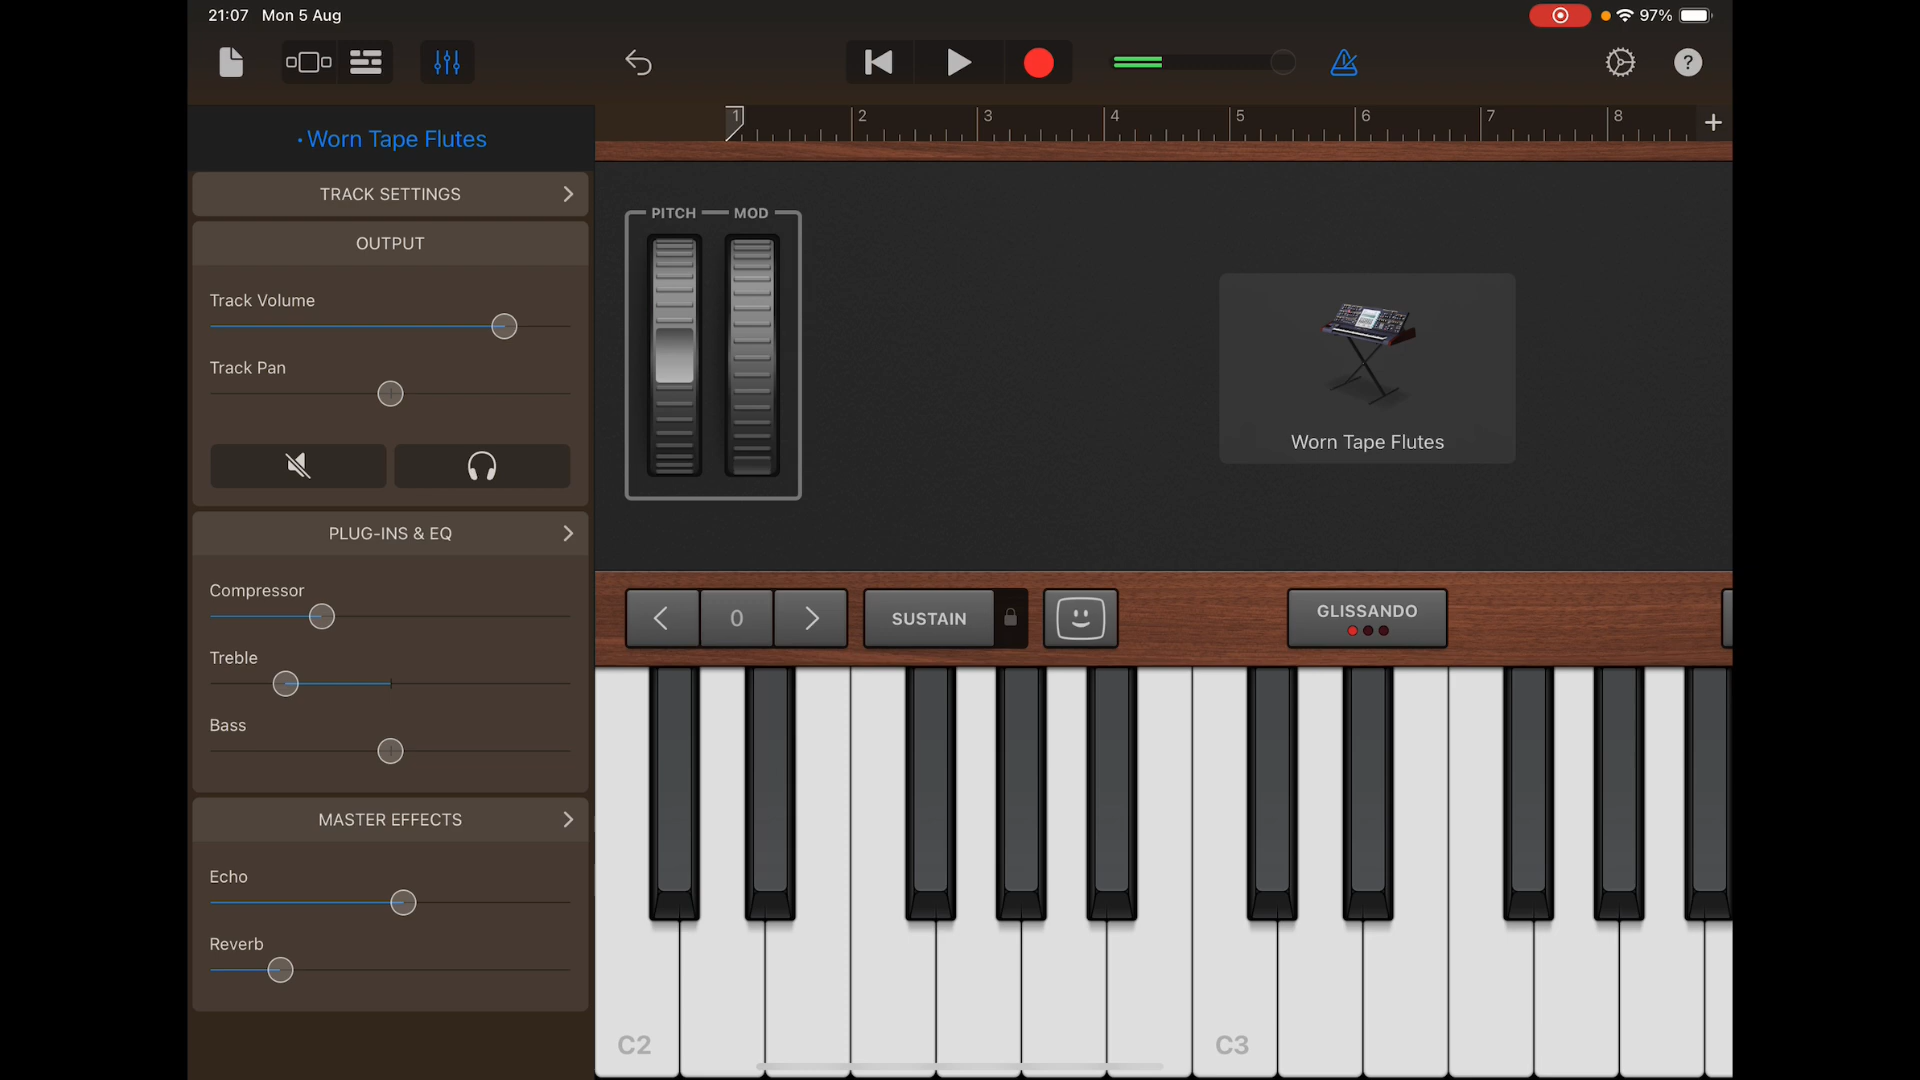 21:07 Mon 5 Aug
97%
?
• Worn Tape Flutes
1 2 3 4 5 6 7 8 +
TRACK SETTINGS
OUTPUT
Track Volume
Track Pan
PLUG-INS & EQ
Compressor
Treble
Bass
MASTER EFFECTS
Echo
Reverb
PITCH MOD
Worn Tape Flutes
0
SUSTAIN
GLISSANDO
C2
C3